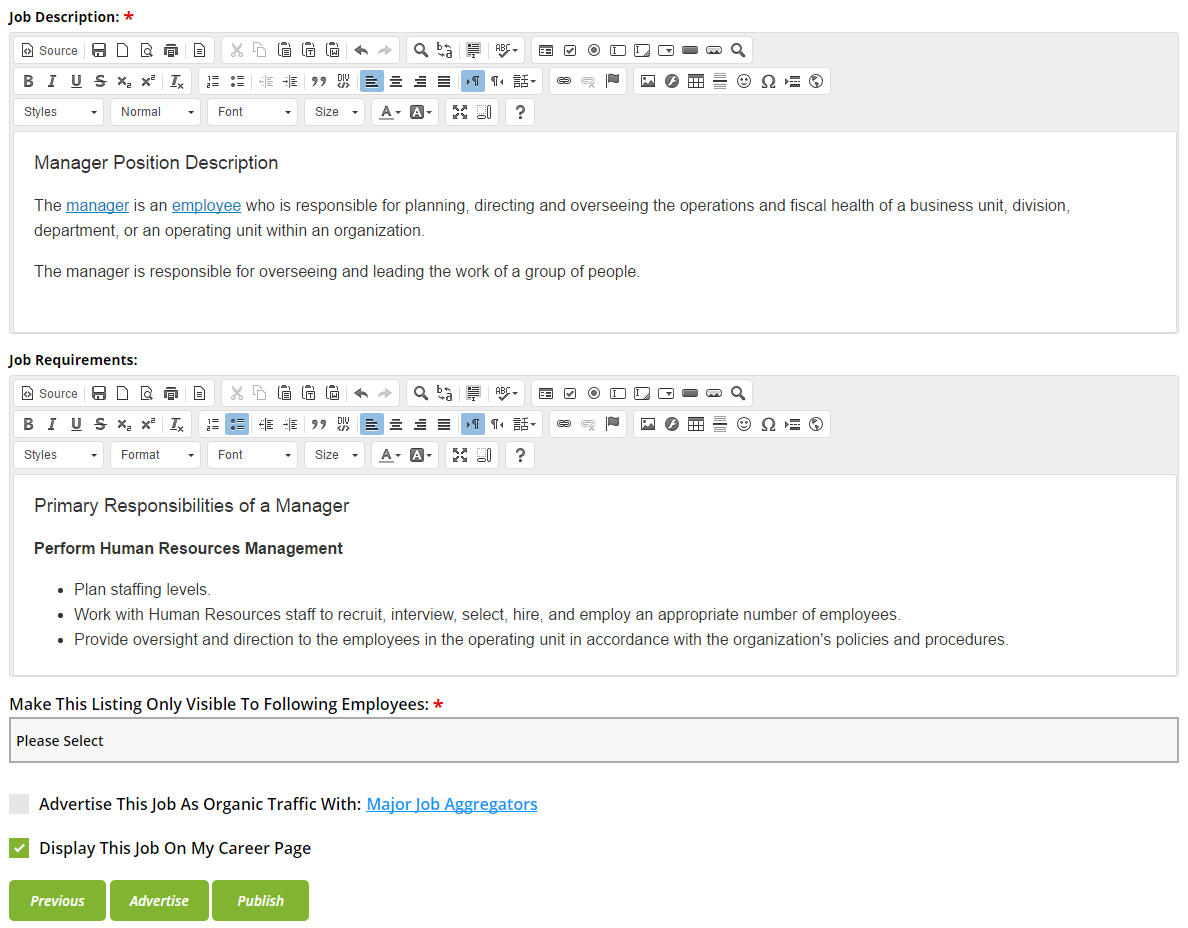 Job Description: *
Source
Styles Normal Font Size A A ?
Manager Position Description
The manager is an employee who is responsible for planning, directing and overseeing the operations and fiscal health of a business unit, division,
department, or an operating unit within an organization.
The manager is responsible for overseeing and leading the work of a group of people.
Job Requirements:
Source
Styles Format Font Size A A ?
Primary Responsibilities of a Manager
Perform Human Resources Management
• Plan staffing levels.
• Work with Human Resources staff to recruit, interview, select, hire, and employ an appropriate number of employees.
• Provide oversight and direction to the employees in the operating unit in accordance with the organization's policies and procedures.
Make This Listing Only Visible To Following Employees: *
Please Select
Advertise This Job As Organic Traffic With: Major Job Aggregators
Display This Job On My Career Page
Previous Advertise Publish